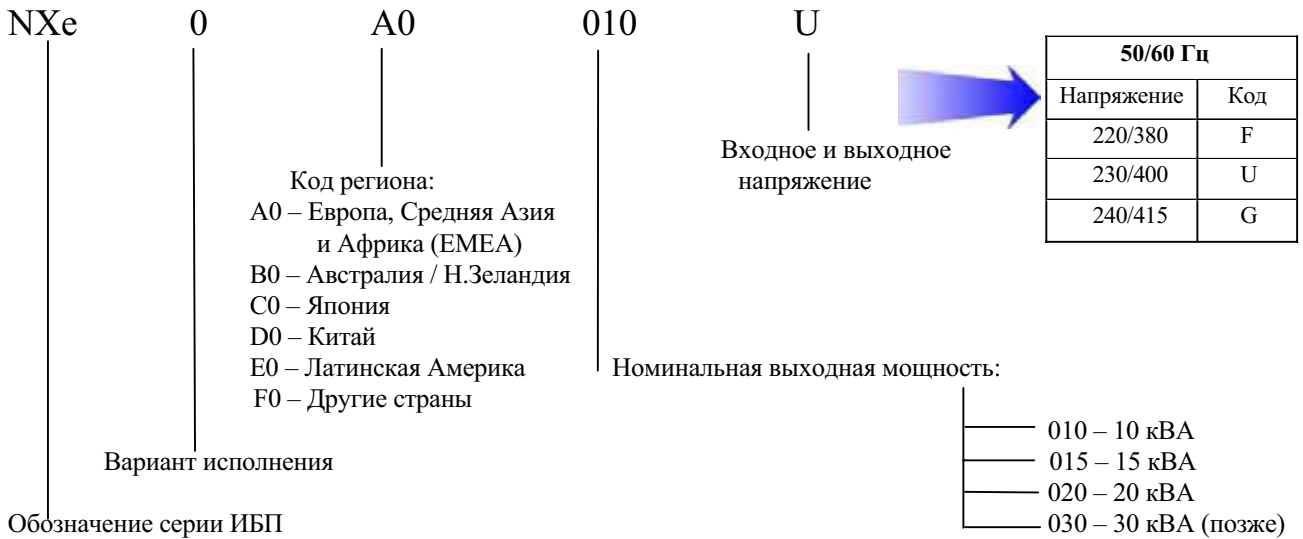 NXe 0 A0 010 U
50/60 Гц
Напряжение Код
220/380 F
230/400 U
240/415 G
Входное и выходное
напряжение
Код региона:
A0 – Европа, Средняя Азия
и Африка (EMEA)
B0 – Австралия / Н.Зеландия
C0 – Япония
D0 – Китай
E0 – Латинская Америка
F0 – Другие страны
Номинальная выходная мощность:
010 – 10 кВА
015 – 15 кВА
020 – 20 кВА
030 – 30 кВА (позже)
Вариант исполнения
Обозначение серии ИБП